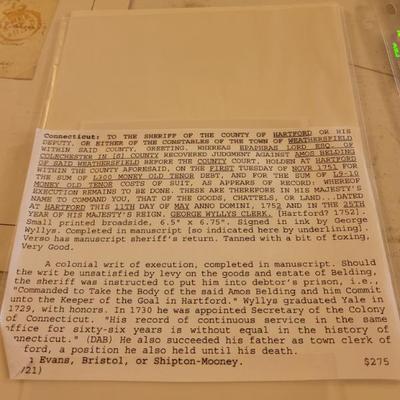 Connecticut: TO THE SHERIFF OF THE COUNTY OF HARTFORD OR HIS
DEPUTY, OR EITHER OF THE CONSTABLES OF THE TOWN OF WEATHERSFIELD
WITHIN SAID COUNTY, GREETING. WHEREAS EPAPHRAS LORD ESQ. OF
COLECHESTER IN [S] COUNTY RECOVERED JUDGMENT AGAINST AMOS BELDING
OF SAID WEATHERSFIELD BEFORE THE COUNTY COURT, HOLDEN AT HARTFORD
WITHIN THE COUNTY AFORESAID, ON THE FIRST TUESDAY OF NOVR 1751 FOR
THE SUM OF L300 MONEY OLD TENOR DEBT, AND FOR THE SUM OF L9-10
MONEY OLD TENOR COSTS OF SUIT, AS APPEARS OF RECORD: WHEREOF
EXECUTION REMAINS TO BE DONE. THESE ARE THEREFORE IN HIS MAJESTY'S
NAME TO COMMAND YOU, THAT OF THE GOODS, CHATTELS, OR LAND...DATED
AT HARTFORD THIS 11TH DAY OF MAY ANNO DOMINI, 1752 AND IN THE 25TH
YEAR OF HIS MAJESTY'S REIGN. GEORGE WYLLYS CLERK. [Hartford? 1752].
Small printed broadside, 6.5" x 6.75". Signed in ink by George
Wyllys. Completed in manuscript [so indicated here by underlining].
Verso has manuscript sheriff's return. Tanned with a bit of foxing,
Very Good.
A colonial writ of execution, completed in manuscript. Should
the writ be unsatisfied by levy on the goods and estate of Belding,
the sheriff was instructed to put him into debtor's prison, i.e.,
"Commanded to Take the Body of the said Amos Belding and him Commit
unto the Keeper of the Goal in Hartford." Wyllys graduated Yale in
1729, with honors. In 1730 he was appointed Secretary of the Colony
of Connecticut. "His record of continuous service in the same
office for sixty-six years is without equal in the history of
nnecticut." (DAB) He also succeeded his father as town clerk of
ford, a position he also held until his death.
Evans, Bristol, or Shipton-Mooney. $275
21)